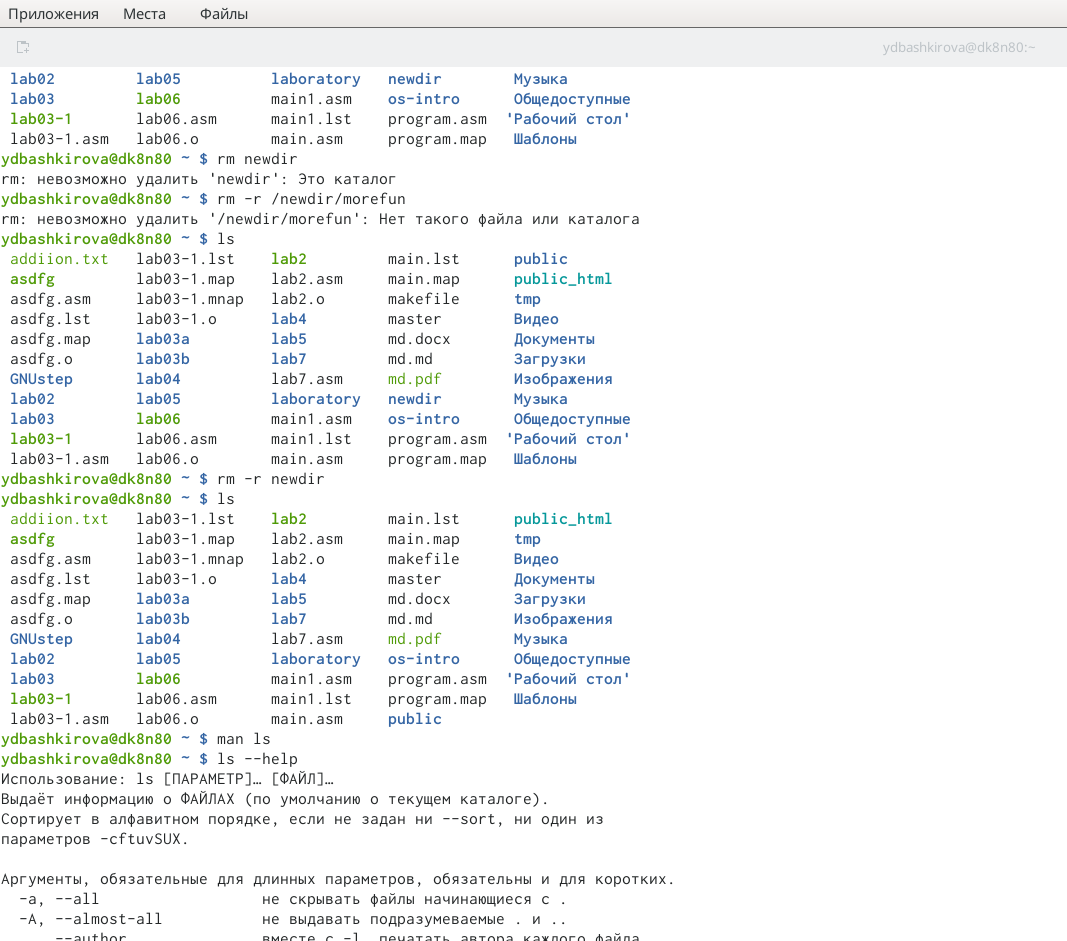 Приложения Места Файлы
ydbashkirova@dk8n80:~
lab02 lab05 laboratory newdir Музыка
lab03 lab06 main1.asm os-intro Общедоступные
lab03-1 lab06.asm main1.lst program.asm 'Рабочий стол'
lab03-1.asm lab06.o main.asm program.map Шаблоны
ydbashkirova@dk8n80 ~ $ rm newdir
rm: невозможно удалить 'newdir': Это каталог
ydbashkirova@dk8n80 ~ $ rm -r /newdir/morefun
rm: невозможно удалить '/newdir/morefun': Нет такого файла или каталога
ydbashkirova@dk8n80 ~ $ ls
addiion.txt lab03-1.lst lab2 main.lst public
asdfg lab03-1.map lab2.asm main.map public_html
asdfg.asm lab03-1.mnap lab2.o makefile tmp
asdfg.lst lab03-1.o lab4 master Видео
asdfg.map lab03a lab5 md.docx Документы
asdfg.o lab03b lab7 md.md Загрузки
GNUstep lab04 lab7.asm md.pdf Изображения
lab02 lab05 laboratory newdir Музыка
lab03 lab06 main1.asm os-intro Общедоступные
lab03-1 lab06.asm main1.lst program.asm 'Рабочий стол'
lab03-1.asm lab06.o main.asm program.map Шаблоны
ydbashkirova@dk8n80 ~ $ rm -r newdir
ydbashkirova@dk8n80 ~ $ ls
addiion.txt lab03-1.lst lab2 main.lst public_html
asdfg lab03-1.map lab2.asm main.map tmp
asdfg.asm lab03-1.mnap lab2.o makefile Видео
asdfg.lst lab03-1.o lab4 master Документы
asdfg.map lab03a lab5 md.docx Загрузки
asdfg.o lab03b lab7 md.md Изображения
GNUstep lab04 lab7.asm md.pdf Музыка
lab02 lab05 laboratory os-intro Общедоступные
lab03 lab06 main1.asm program.asm 'Рабочий стол'
lab03-1 lab06.asm main1.lst program.map Шаблоны
lab03-1.asm lab06.o main.asm public
ydbashkirova@dk8n80 ~ $ man ls
ydbashkirova@dk8n80 ~ $ ls --help
Использование: ls [ПАРАМЕТР]… [ФАЙЛ]…
Выдаёт информацию о ФАЙЛАХ (по умолчанию о текущем каталоге).
Сортирует в алфавитном порядке, если не задан ни --sort, ни один из
параметров -cftuvSUX.
Аргументы, обязательные для длинных параметров, обязательны и для коротких.
-a, --all не скрывать файлы начинающиеся с .
-A, --almost-all не выдавать подразумеваемые . и ..
--author вместе с -l, печатать автора каждого файла